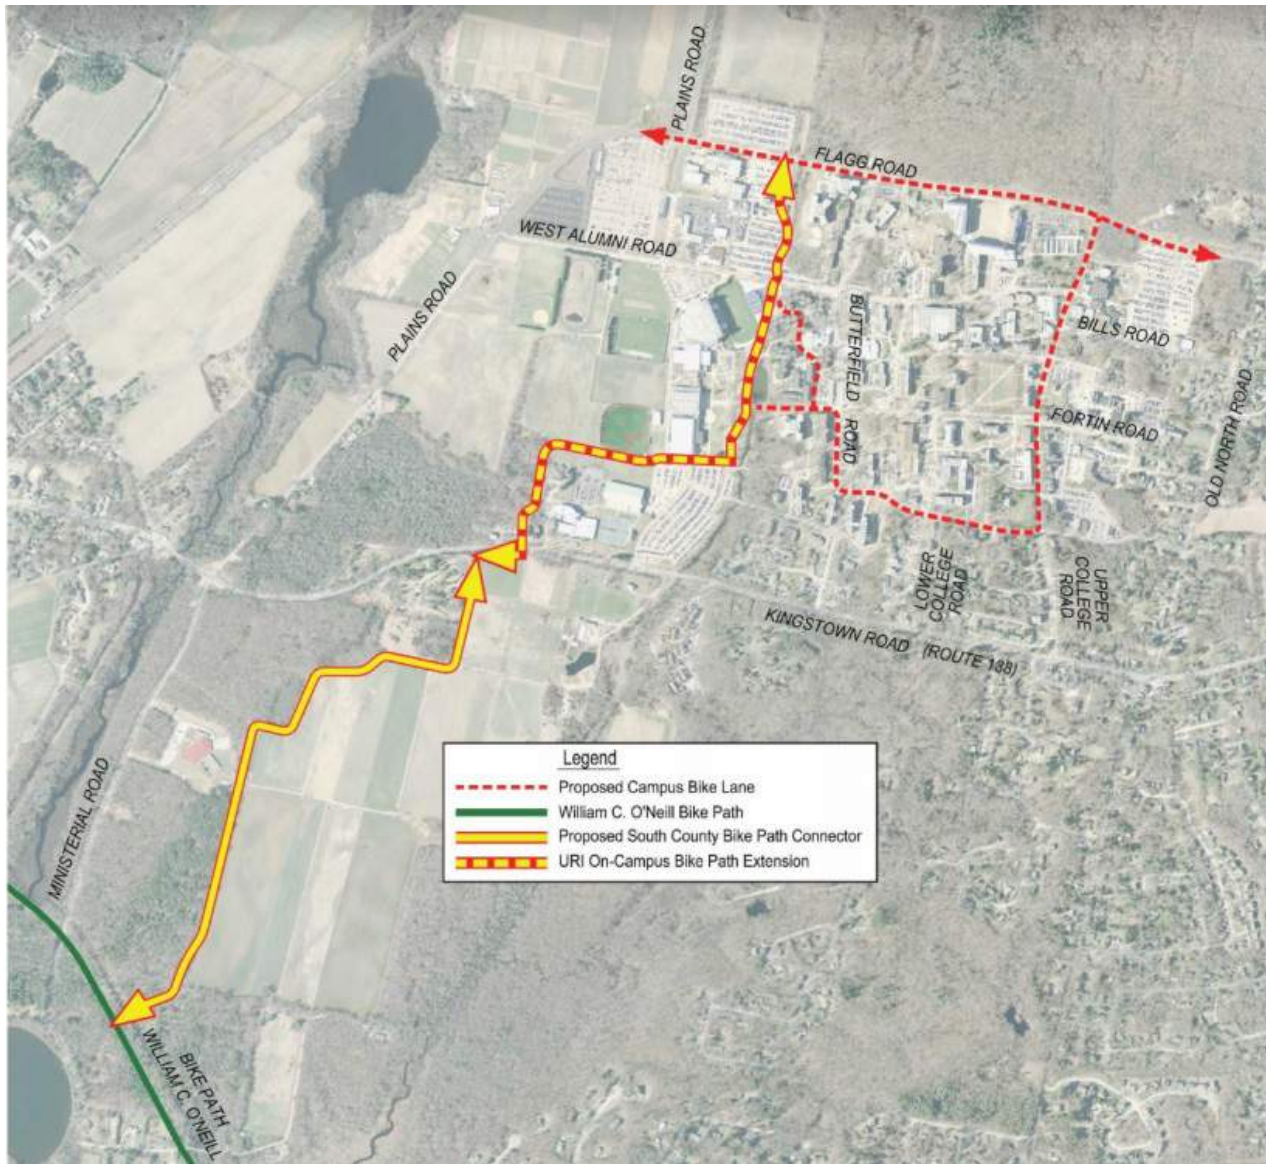 PLAINS ROAD
FLAGG ROAD
WEST ALUMNI ROAD
PLAINS ROAD
BUTTERFIELD ROAD
BILLS ROAD
FORTIN ROAD
OLD NORTH ROAD
LOWER
COLLEGE
ROAD
UPPER
COLLEGE
ROAD
KINGSTOWN ROAD (ROUTE 138)
Legend
Proposed Campus Bike Lane
William C. O'Neill Bike Path
Proposed South County Bike Path Connector
URI On-Campus Bike Path Extension
MINISTERIAL ROAD
WILLIAM C. O'NEILL
BIKE PATH